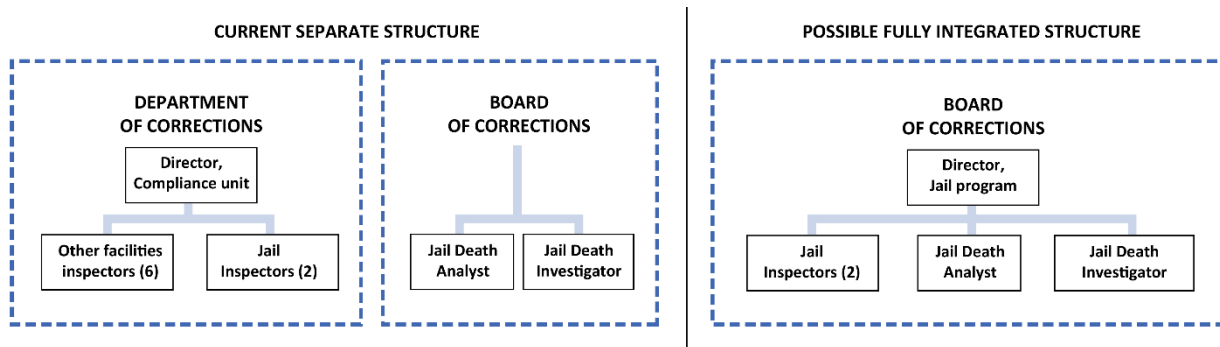 CURRENT SEPARATE STRUCTURE
DEPARTMENT
OF CORRECTIONS
Director,
Compliance unit
Other facilities
inspectors (6)
Jail
Inspectors (2)
BOARD
OF CORRECTIONS
Jail Death
Analyst
Jail Death
Investigator
POSSIBLE FULLY INTEGRATED STRUCTURE
BOARD
OF CORRECTIONS
Director,
Jail program
Jail
Inspectors (2)
Jail Death
Analyst
Jail Death
Investigator